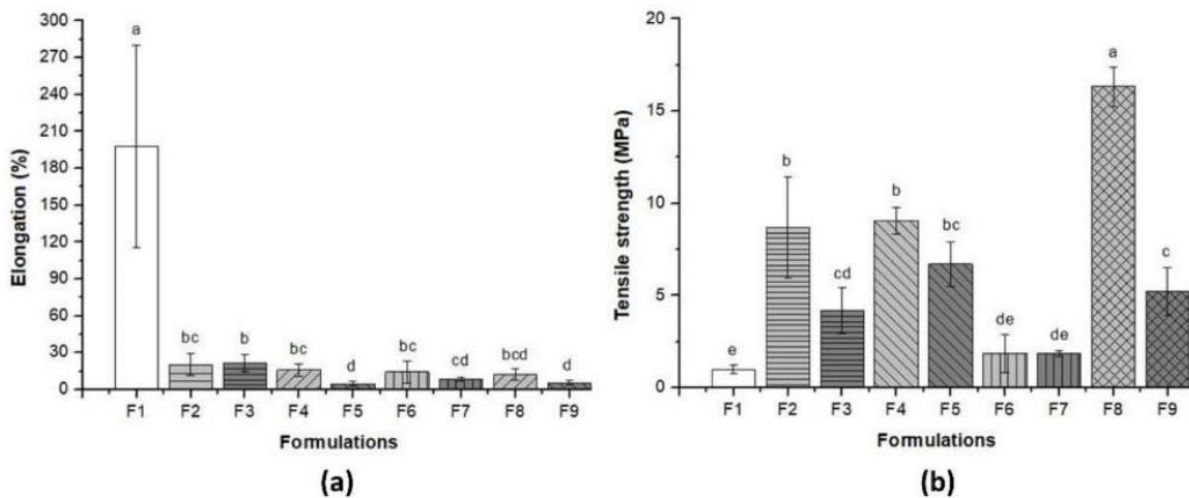 300
270
240
210
180
150
120
90
60
30
0
Elongation (%)
a
bc
b
bc
d
bc
cd
bcd
d
F1 F2 F3 F4 F5 F6 F7 F8 F9
Formulations
(a)
20
15
10
5
0
Tensile strength (MPa)
e
b
cd
b
bc
de
de
a
c
F1 F2 F3 F4 F5 F6 F7 F8 F9
Formulations
(b)